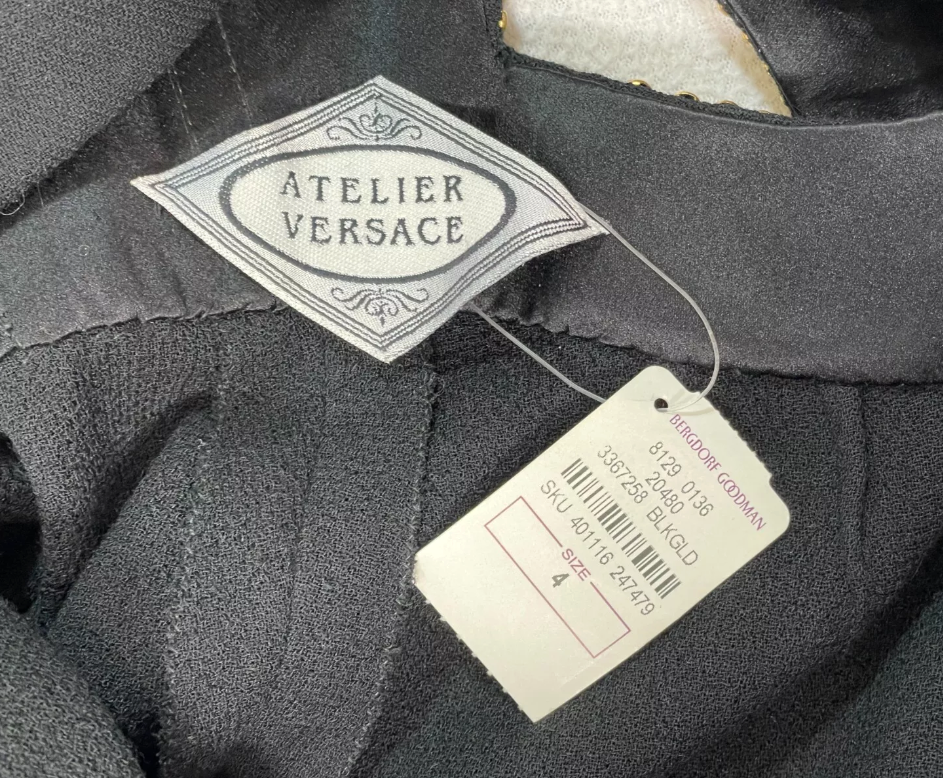 ATELIER
VERSACE
BERGDORF GOODMAN
8129 0136
20480
3367258 BLKGLD
SKU 401116 247479
SIZE
4